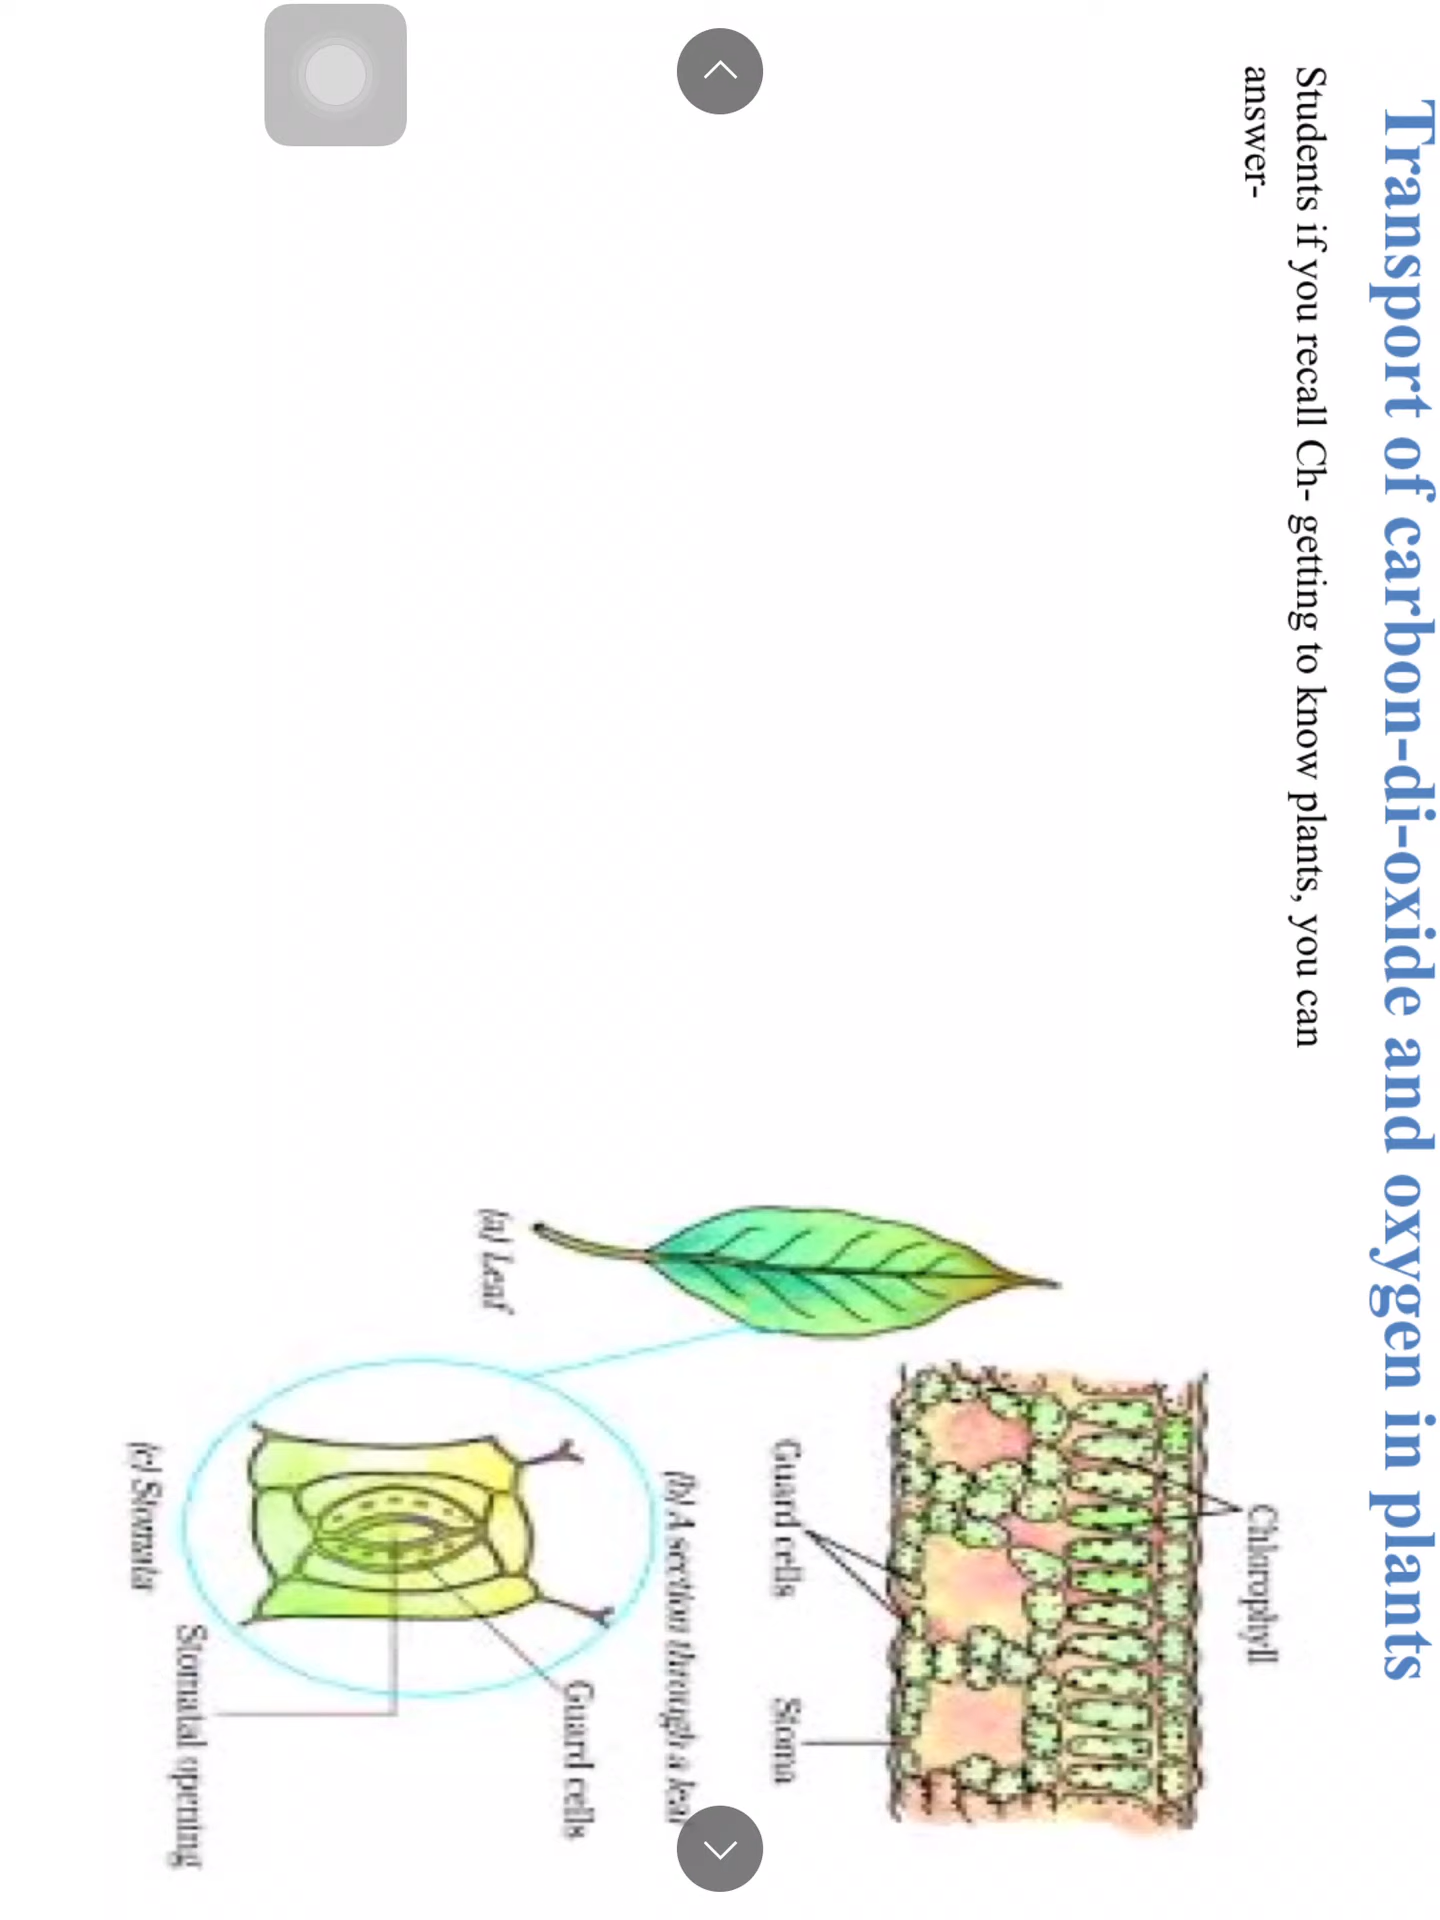 Transport of carbon-di-oxide and oxygen in plants
Students if you recall Ch- getting to know plants, you can
answer-
Chlorophyll
Guard cells
Stoma
(a) Leaf
(b) A section through a leaf
Guard cells
(c) Stomata
Stomatal opening